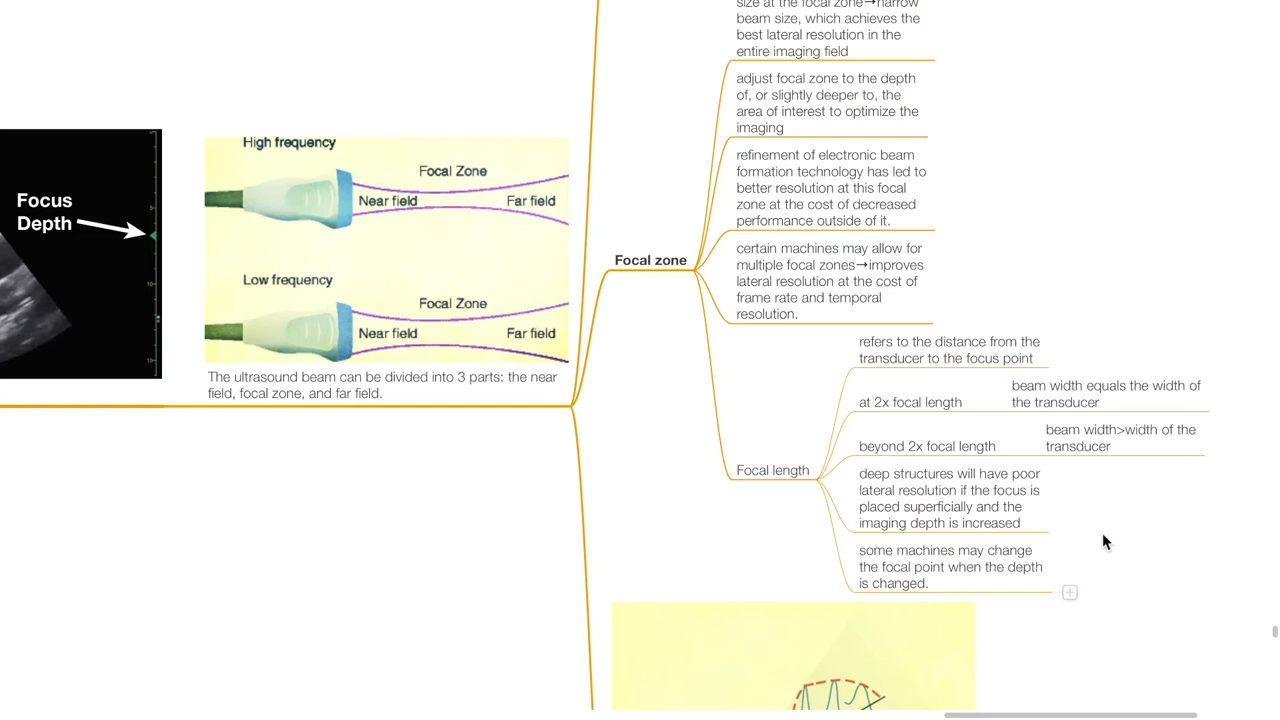 size at the focal zone→narrow
beam size, which achieves the
best lateral resolution in the
entire imaging field
adjust focal zone to the depth
of, or slightly deeper to, the
area of interest to optimize the
imaging
refinement of electronic beam
formation technology has led to
better resolution at this focal
zone at the cost of decreased
performance outside of it.
certain machines may allow for
multiple focal zones→improves
lateral resolution at the cost of
frame rate and temporal
resolution.
Focal zone
Focal length
refers to the distance from the
transducer to the focus point
at 2x focal length
beam width equals the width of
the transducer
beyond 2x focal length
beam width>width of the
transducer
deep structures will have poor
lateral resolution if the focus is
placed superficially and the
imaging depth is increased
some machines may change
the focal point when the depth
is changed.
Focus
Depth
5
10
15
High frequency
Focal Zone
Near field
Far field
Low frequency
Focal Zone
Near field
Far field
The ultrasound beam can be divided into 3 parts: the near
field, focal zone, and far field.